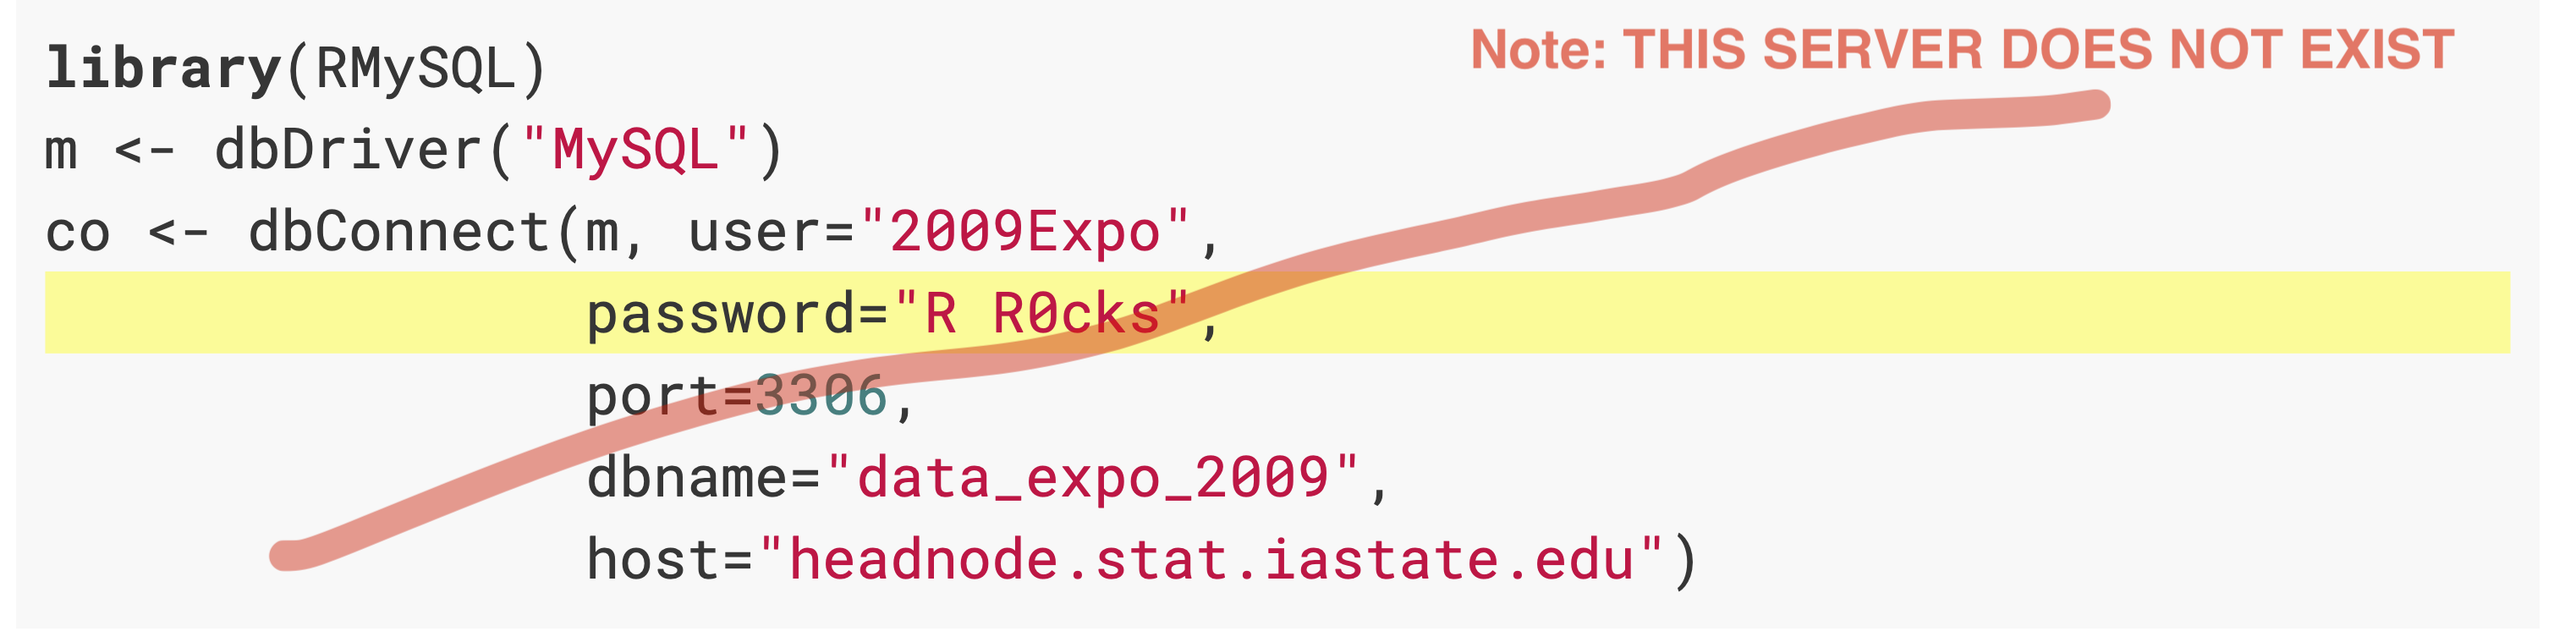 Note: THIS SERVER DOES NOT EXIST
library(RMySQL)
m <- dbDriver("MySQL")
co <- dbConnect(m, user="2009Expo",
                password="R R0cks",
                port=3306,
                dbname="data_expo_2009",
                host="headnode.stat.iastate.edu")